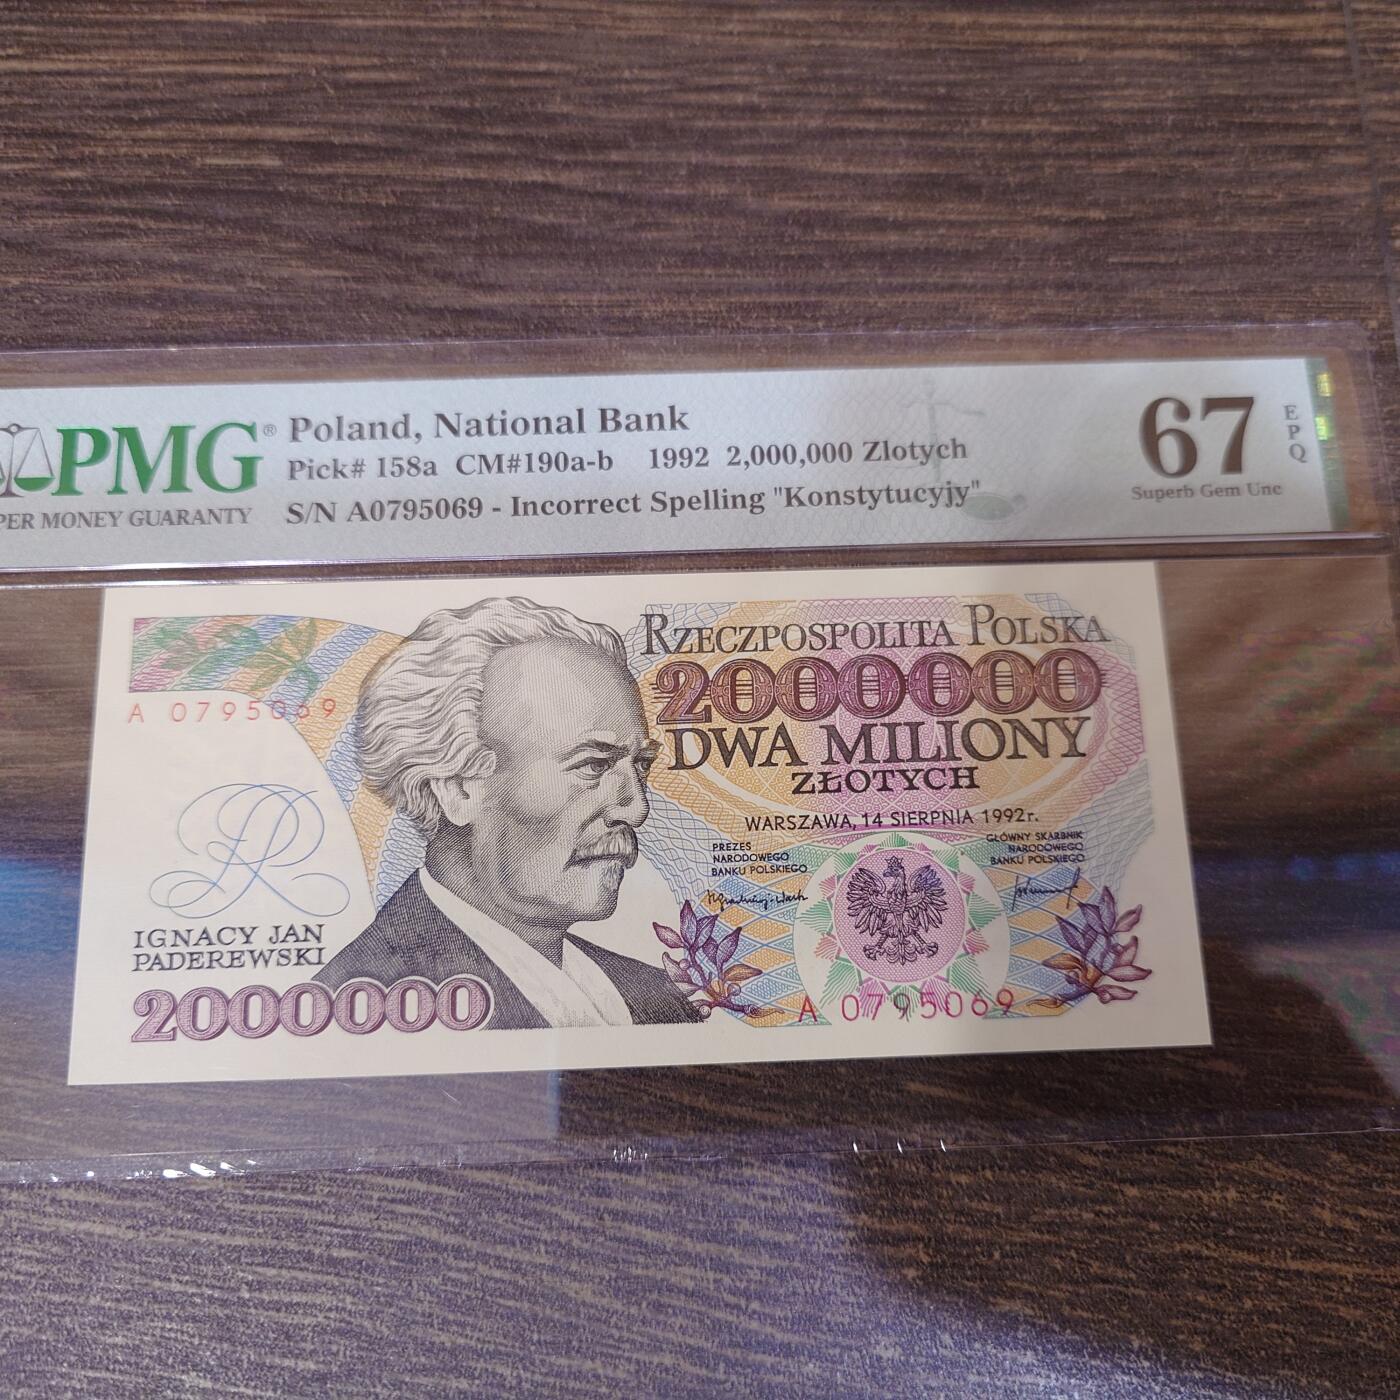 PMG®
PER MONEY GUARANTY
Poland, National Bank
Pick# 158a CM#190a-b 1992 2,000,000 Zlotych
S/N A0795069 - Incorrect Spelling "Konstytucyjy"
67
EPQ
Superb Gem Unc
RZECZPOSPOLITA POLSKA
2000000
DWA MILIONY
ZŁOTYCH
WARSZAWA, 14 SIERPNIA 1992r.
PREZES
NARODOWEGO
BANKU POLSKIEGO
GŁÓWNY SKARBNIK
NARODOWEGO
BANKU POLSKIEGO
A 0795069
IGNACY JAN
PADEREWSKI
2000000
A 0795069